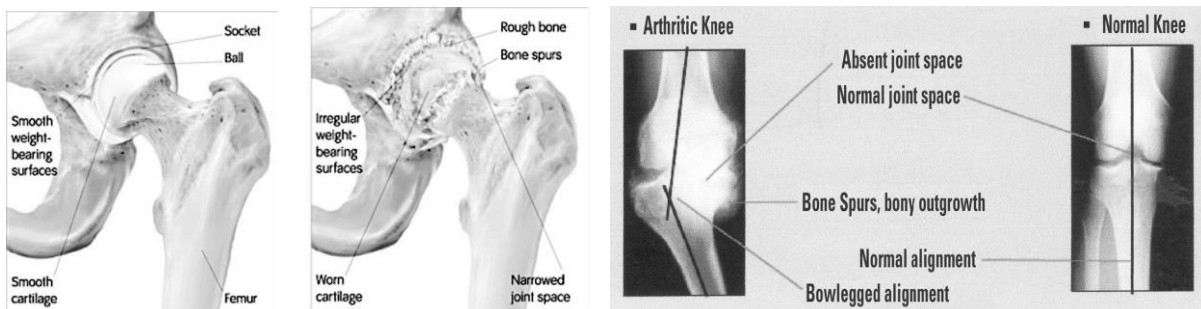 Socket
Ball
Smooth
weight-
bearing
surfaces
Smooth
cartilage
Femur
Rough bone
Bone spurs
Irregular
weight-
bearing
surfaces
Worn
cartilage
Narrowed
joint space
▪ Arthritic Knee
▪ Normal Knee
Absent joint space
Normal joint space
Bone Spurs, bony outgrowth
Normal alignment
Bowlegged alignment